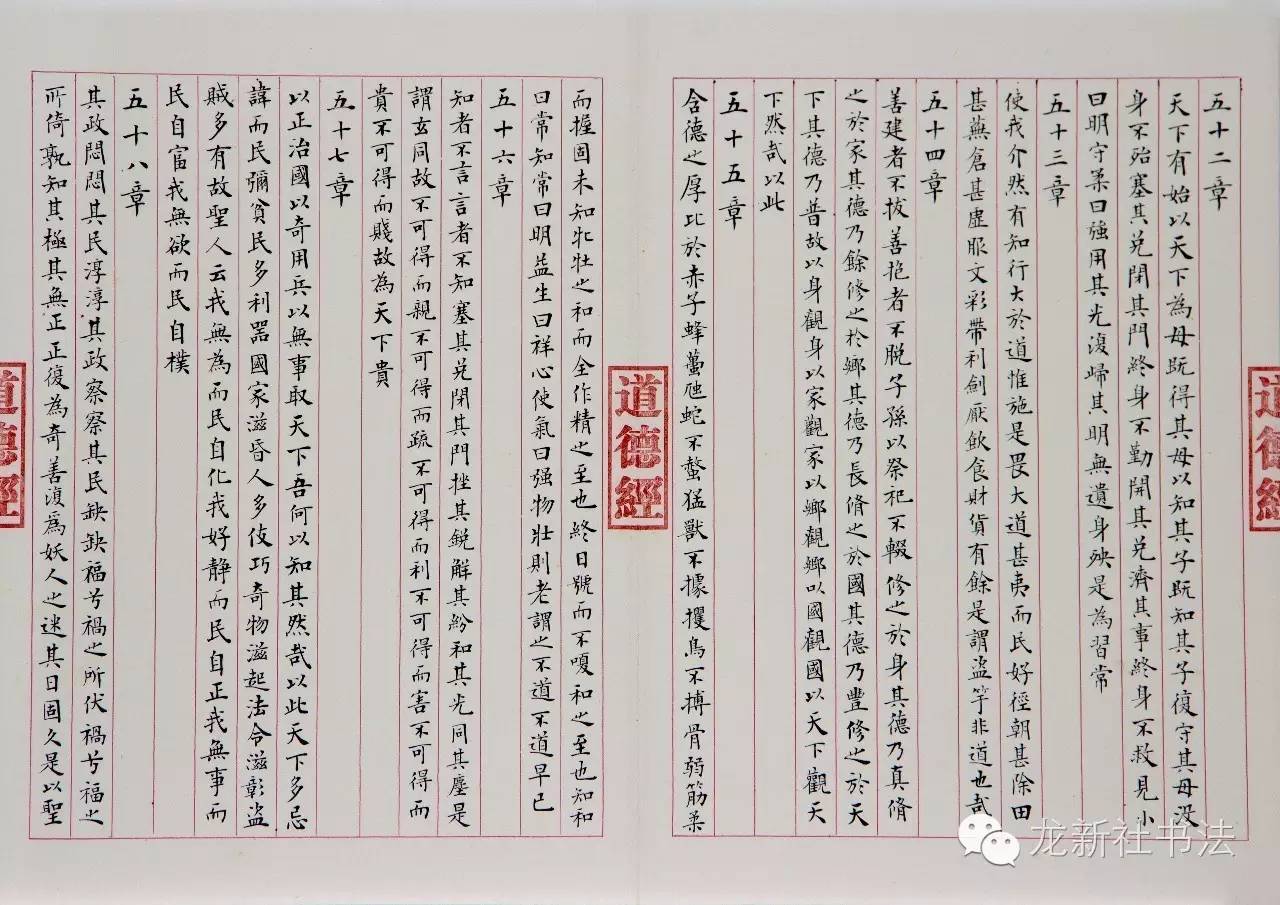 五十二章
天下有始以天下為母既得其母以知其子既知其子復守其母没
身不殆塞其兑閉其門終身不勤開其兑濟其事終身不救見小
曰明守柔曰強用其光復歸其明無遺身殃是為習常
五十三章
使我介然有知行大於道惟施是畏大道甚夷而民好徑朝甚除田
甚蕪倉甚虛服文彩帶利劍厭飲食財貨有餘是謂盗竽非道也哉
五十四章
善建者不拔善抱者不脱子孫以祭祀不輟修之於身其德乃真脩
之於家其德乃餘修之於鄉其德乃長脩之於國其德乃豐修之於天
下其德乃普故以身觀身以家觀家以鄉觀鄉以國觀國以天下觀天
下然哉以此
五十五章
含德之厚比於赤子蜂蠆虺蛇不螫猛獸不據攫鳥不搏骨弱筋柔
而握固未知牝牡之和而全作精之至也終日號而不嗄和之至也知和
曰常知常曰明益生曰祥心使氣曰强物壯則老謂之不道不道早已
五十六章
知者不言言者不知塞其兑閉其門挫其銳解其紛和其光同其塵是
謂玄同故不可得而親不可得而疏不可得而利不可得而害不可得而
貴不可得而賤故為天下貴
五十七章
以正治國以奇用兵以無事取天下吾何以知其然哉以此天下多忌
諱而民彌貧民多利器國家滋昏人多伎巧奇物滋起法令滋彰盜
賊多有故聖人云我無為而民自化我好静而民自正我無事而
民自富我無欲而民自樸
五十八章
其政悶悶其民淳淳其政察察其民缺缺福兮禍之所伏禍兮福之
所倚孰知其極其無正正復為奇善復爲妖人之迷其日固久是以聖
道德經
道德經
道德經
龙新社书法